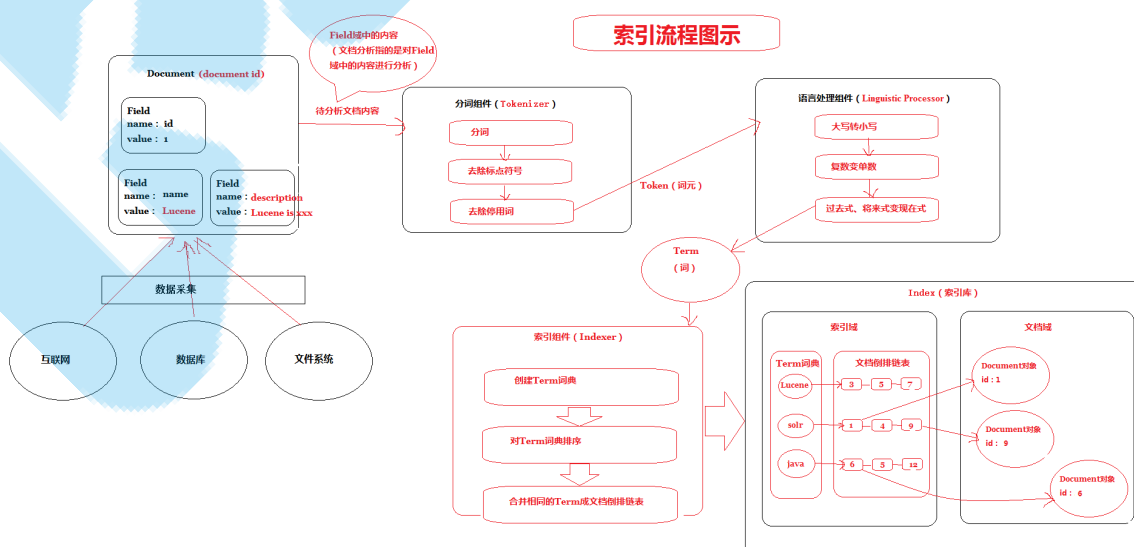 索引流程图示
Field域中的内容
（文档分析指的是对Field
域中的内容进行分析）
Document (document id)
Field
name： id
value： 1
Field
name： name
value： Lucene
Field
name： description
value： Lucene is xxx
待分析文档内容
数据采集
互联网
数据库
文件系统
分词组件（Tokenizer）
分词
去除标点符号
去除停用词
Token（词元）
语言处理组件（Linguistic Processor）
大写转小写
复数变单数
过去式、将来式变现在式
Term
（词）
索引组件（Indexer）
创建Term词典
对Term词典排序
合并相同的Term成文档倒排链表
Index（索引库）
索引域
Term词典
文档倒排链表
Lucene 3 5 7
solr 1 4 9
java 6 5 12
文档域
Document对象
id：1
Document对象
id： 9
Document对象
id： 6